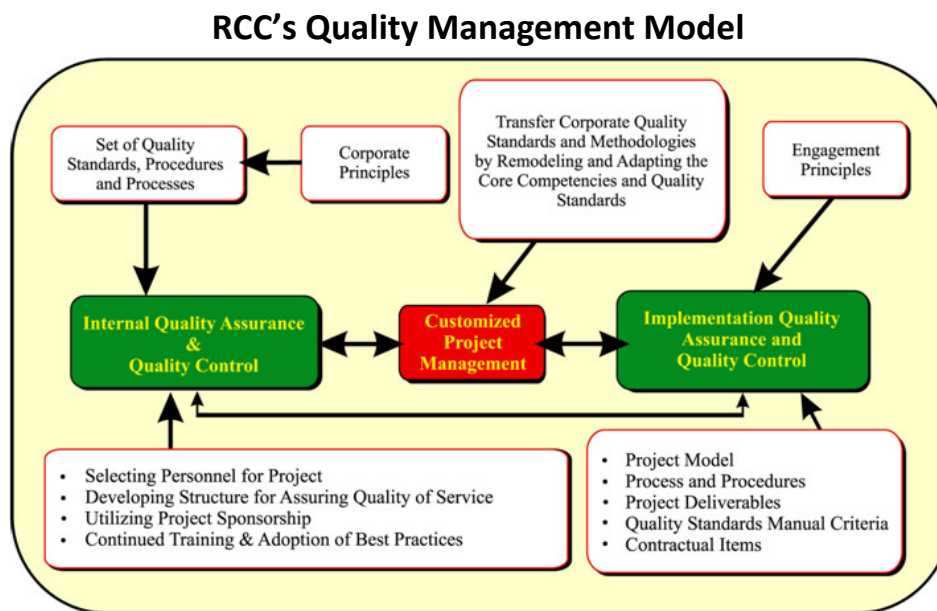 RCC’s Quality Management Model
Set of Quality
Standards, Procedures
and Processes
Corporate
Principles
Transfer Corporate Quality
Standards and Methodologies
by Remodeling and Adapting the
Core Competencies and Quality
Standards
Engagement
Principles
Internal Quality Assurance
&
Quality Control
Customized
Project
Management
Implementation Quality
Assurance and
Quality Control
• Selecting Personnel for Project
• Developing Structure for Assuring Quality of Service
• Utilizing Project Sponsorship
• Continued Training & Adoption of Best Practices
• Project Model
• Process and Procedures
• Project Deliverables
• Quality Standards Manual Criteria
• Contractual Items